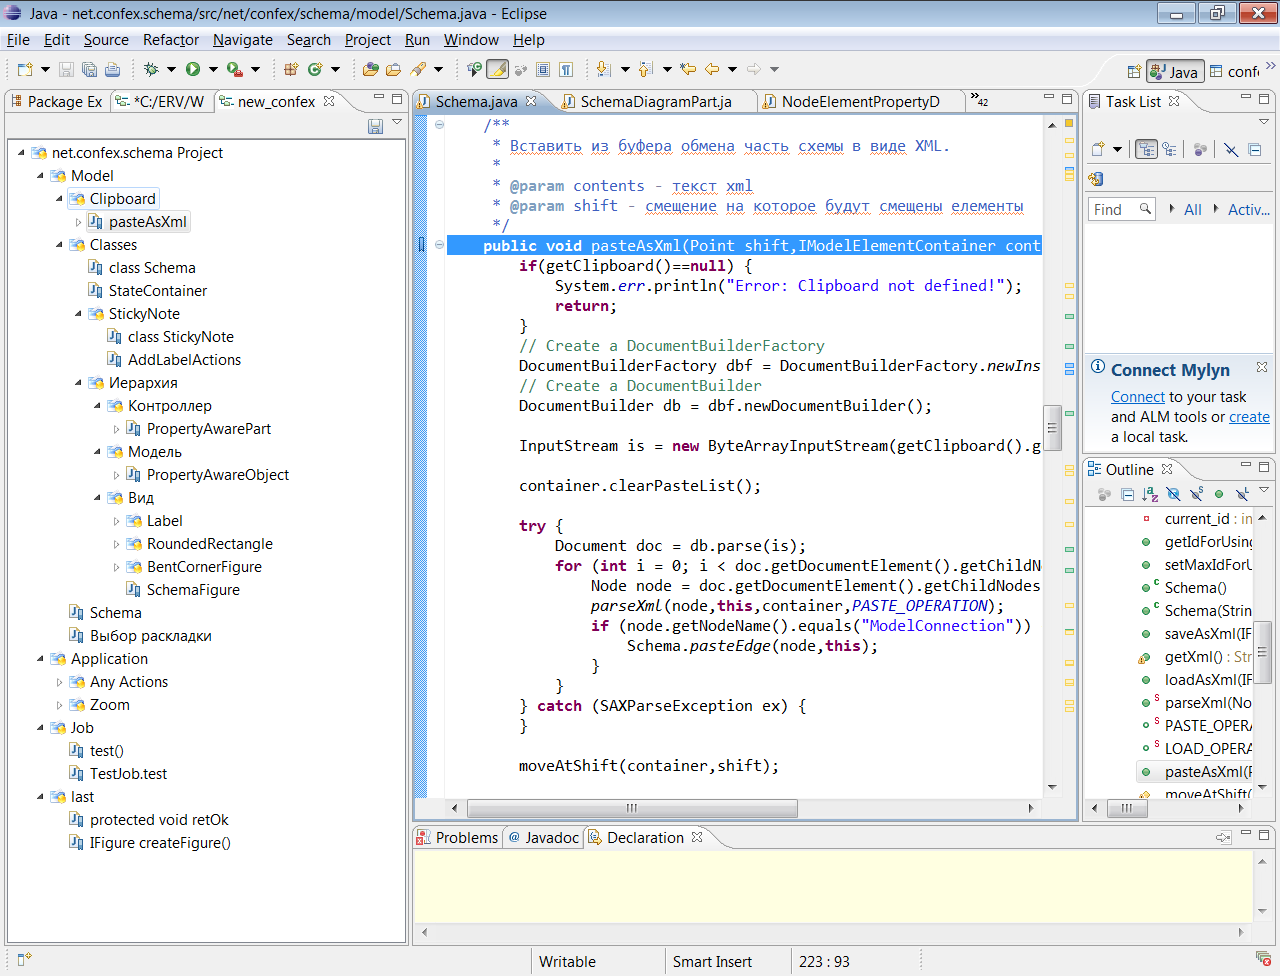 Java - net.confex.schema/src/net/confex/schema/model/Schema.java - Eclipse
File Edit Source Refactor Navigate Search Project Run Window Help
Java confe
Package Ex *C:/ERV/W new_confex
net.confex.schema Project
Model
Clipboard
pasteAsXml
Classes
class Schema
StateContainer
StickyNote
class StickyNote
AddLabelActions
Иерархия
Контроллер
PropertyAwarePart
Модель
PropertyAwareObject
Вид
Label
RoundedRectangle
BentCornerFigure
SchemaFigure
Schema
Выбор раскладки
Application
Any Actions
Zoom
Job
test()
TestJob.test
last
protected void retOk
IFigure createFigure()
Schema.java SchemaDiagramPart.ja NodeElementPropertyD »42
/**
* Вставить из буфера обмена часть схемы в виде XML.
*
* @param contents - текст xml
* @param shift - смещение на которое будут смещены елементы
*/
public void pasteAsXml(Point shift,IModelElementContainer cont
if(getClipboard()==null) {
System.err.println("Error: Clipboard not defined!");
return;
}
// Create a DocumentBuilderFactory
DocumentBuilderFactory dbf = DocumentBuilderFactory.newIns
// Create a DocumentBuilder
DocumentBuilder db = dbf.newDocumentBuilder();
InputStream is = new ByteArrayInputStream(getClipboard().g
container.clearPasteList();
try {
Document doc = db.parse(is);
for (int i = 0; i < doc.getDocumentElement().getChildN
Node node = doc.getDocumentElement().getChildNodes
parseXml(node,this,container,PASTE_OPERATION);
if (node.getNodeName().equals("ModelConnection"))
Schema.pasteEdge(node,this);
}
}
} catch (SAXParseException ex) {
}
moveAtShift(container,shift);
Task List
Find All Activ...
Connect Mylyn
Connect to your task
and ALM tools or create
a local task.
Outline
current_id : in
getIdForUsing
setMaxIdForU
Schema()
Schema(String
saveAsXml(IF
getXml() : Str
loadAsXml(IF
parseXml(No
PASTE_OPERA
LOAD_OPERA
pasteAsXml(P
moveAtShift(
Problems @ Javadoc Declaration
Writable Smart Insert 223 : 93